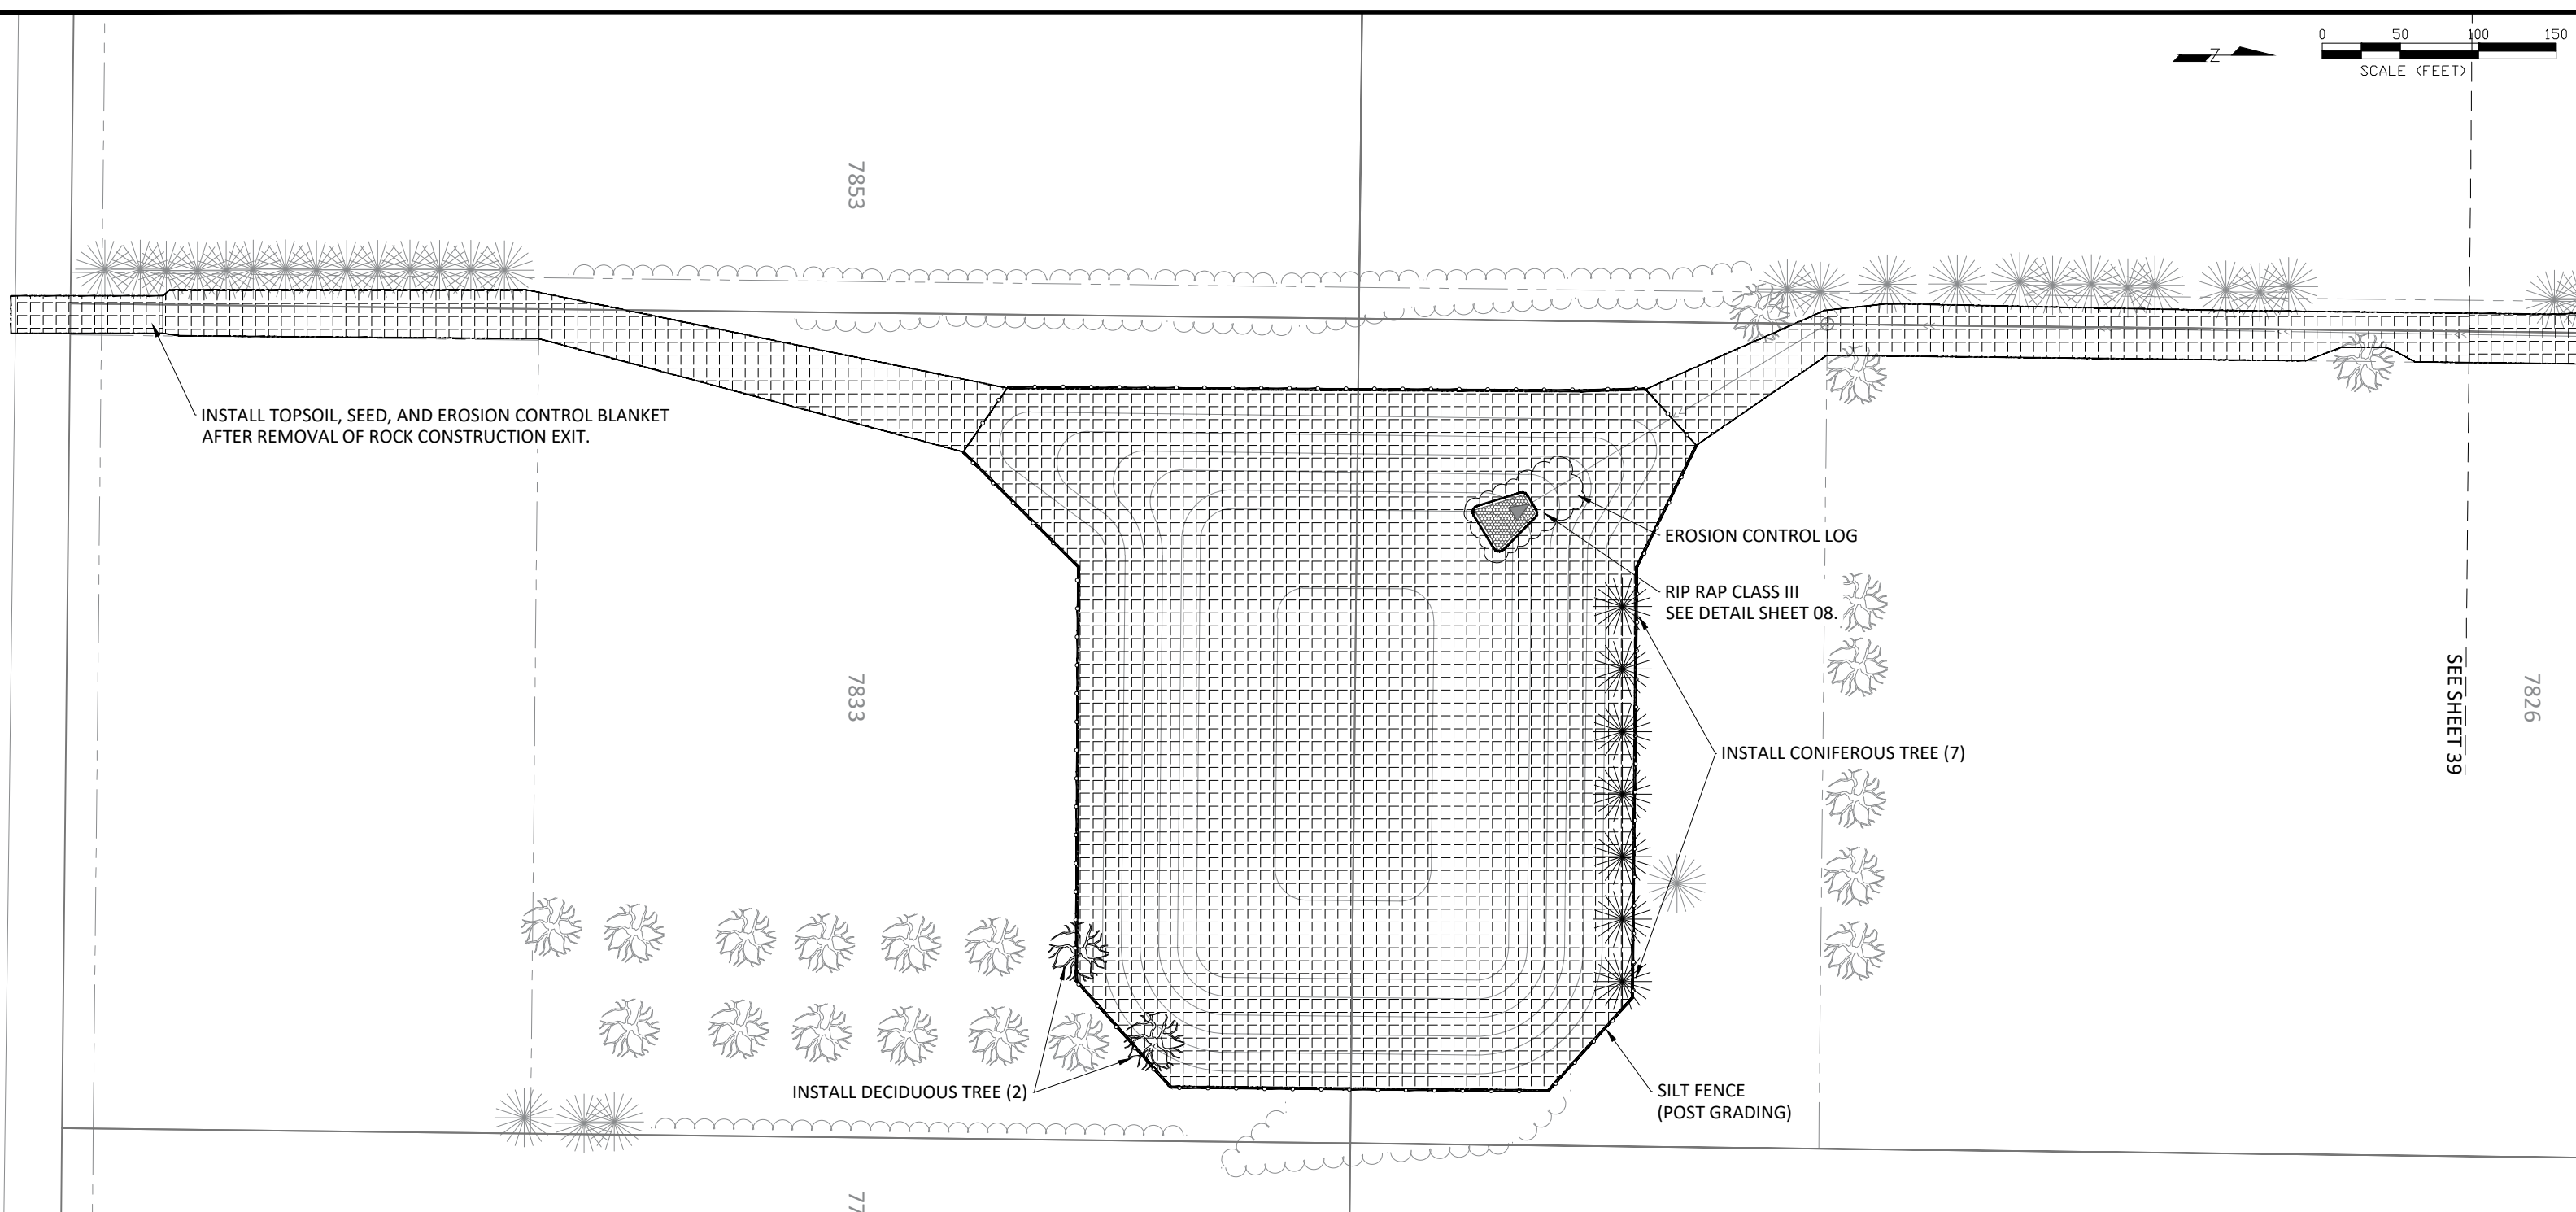 0 50 100 150
SCALE (FEET)
Z
7853
INSTALL TOPSOIL, SEED, AND EROSION CONTROL BLANKET
AFTER REMOVAL OF ROCK CONSTRUCTION EXIT.
EROSION CONTROL LOG
RIP RAP CLASS III
SEE DETAIL SHEET 08.
7833
SEE SHEET 39
7826
INSTALL CONIFEROUS TREE (7)
INSTALL DECIDUOUS TREE (2)
SILT FENCE
(POST GRADING)